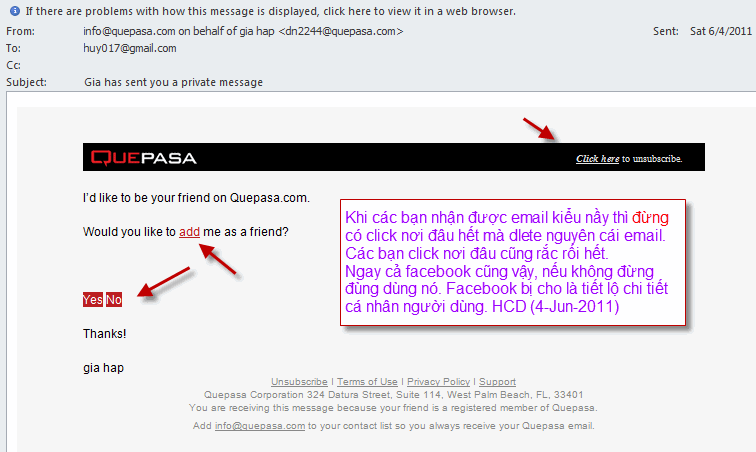 If there are problems with how this message is displayed, click here to view it in a web browser.
From: info@quepasa.com on behalf of gia hap <dn2244@quepasa.com> Sent: Sat 6/4/2011
To: huy017@gmail.com
Cc:
Subject: Gia has sent you a private message
QUEPASA
Click here to unsubscribe.
I'd like to be your friend on Quepasa.com.
Would you like to add me as a friend?
Khi các bạn nhận được email kiểu nầy thì đừng
có click nơi đâu hết mà dlete nguyên cái email.
Các bạn click nơi đâu cũng rắc rối hết.
Ngay cả facebook cũng vậy, nếu không đừng
đùng dùng nó. Facebook bị cho là tiết lộ chi tiết
cá nhân người dùng. HCD (4-Jun-2011)
Yes No
Thanks!
gia hap
Unsubscribe | Terms of Use | Privacy Policy | Support
Quepasa Corporation 324 Datura Street, Suite 114, West Palm Beach, FL, 33401
You are receiving this message because your friend is a registered member of Quepasa.
Add info@quepasa.com to your contact list so you always receive your Quepasa email.